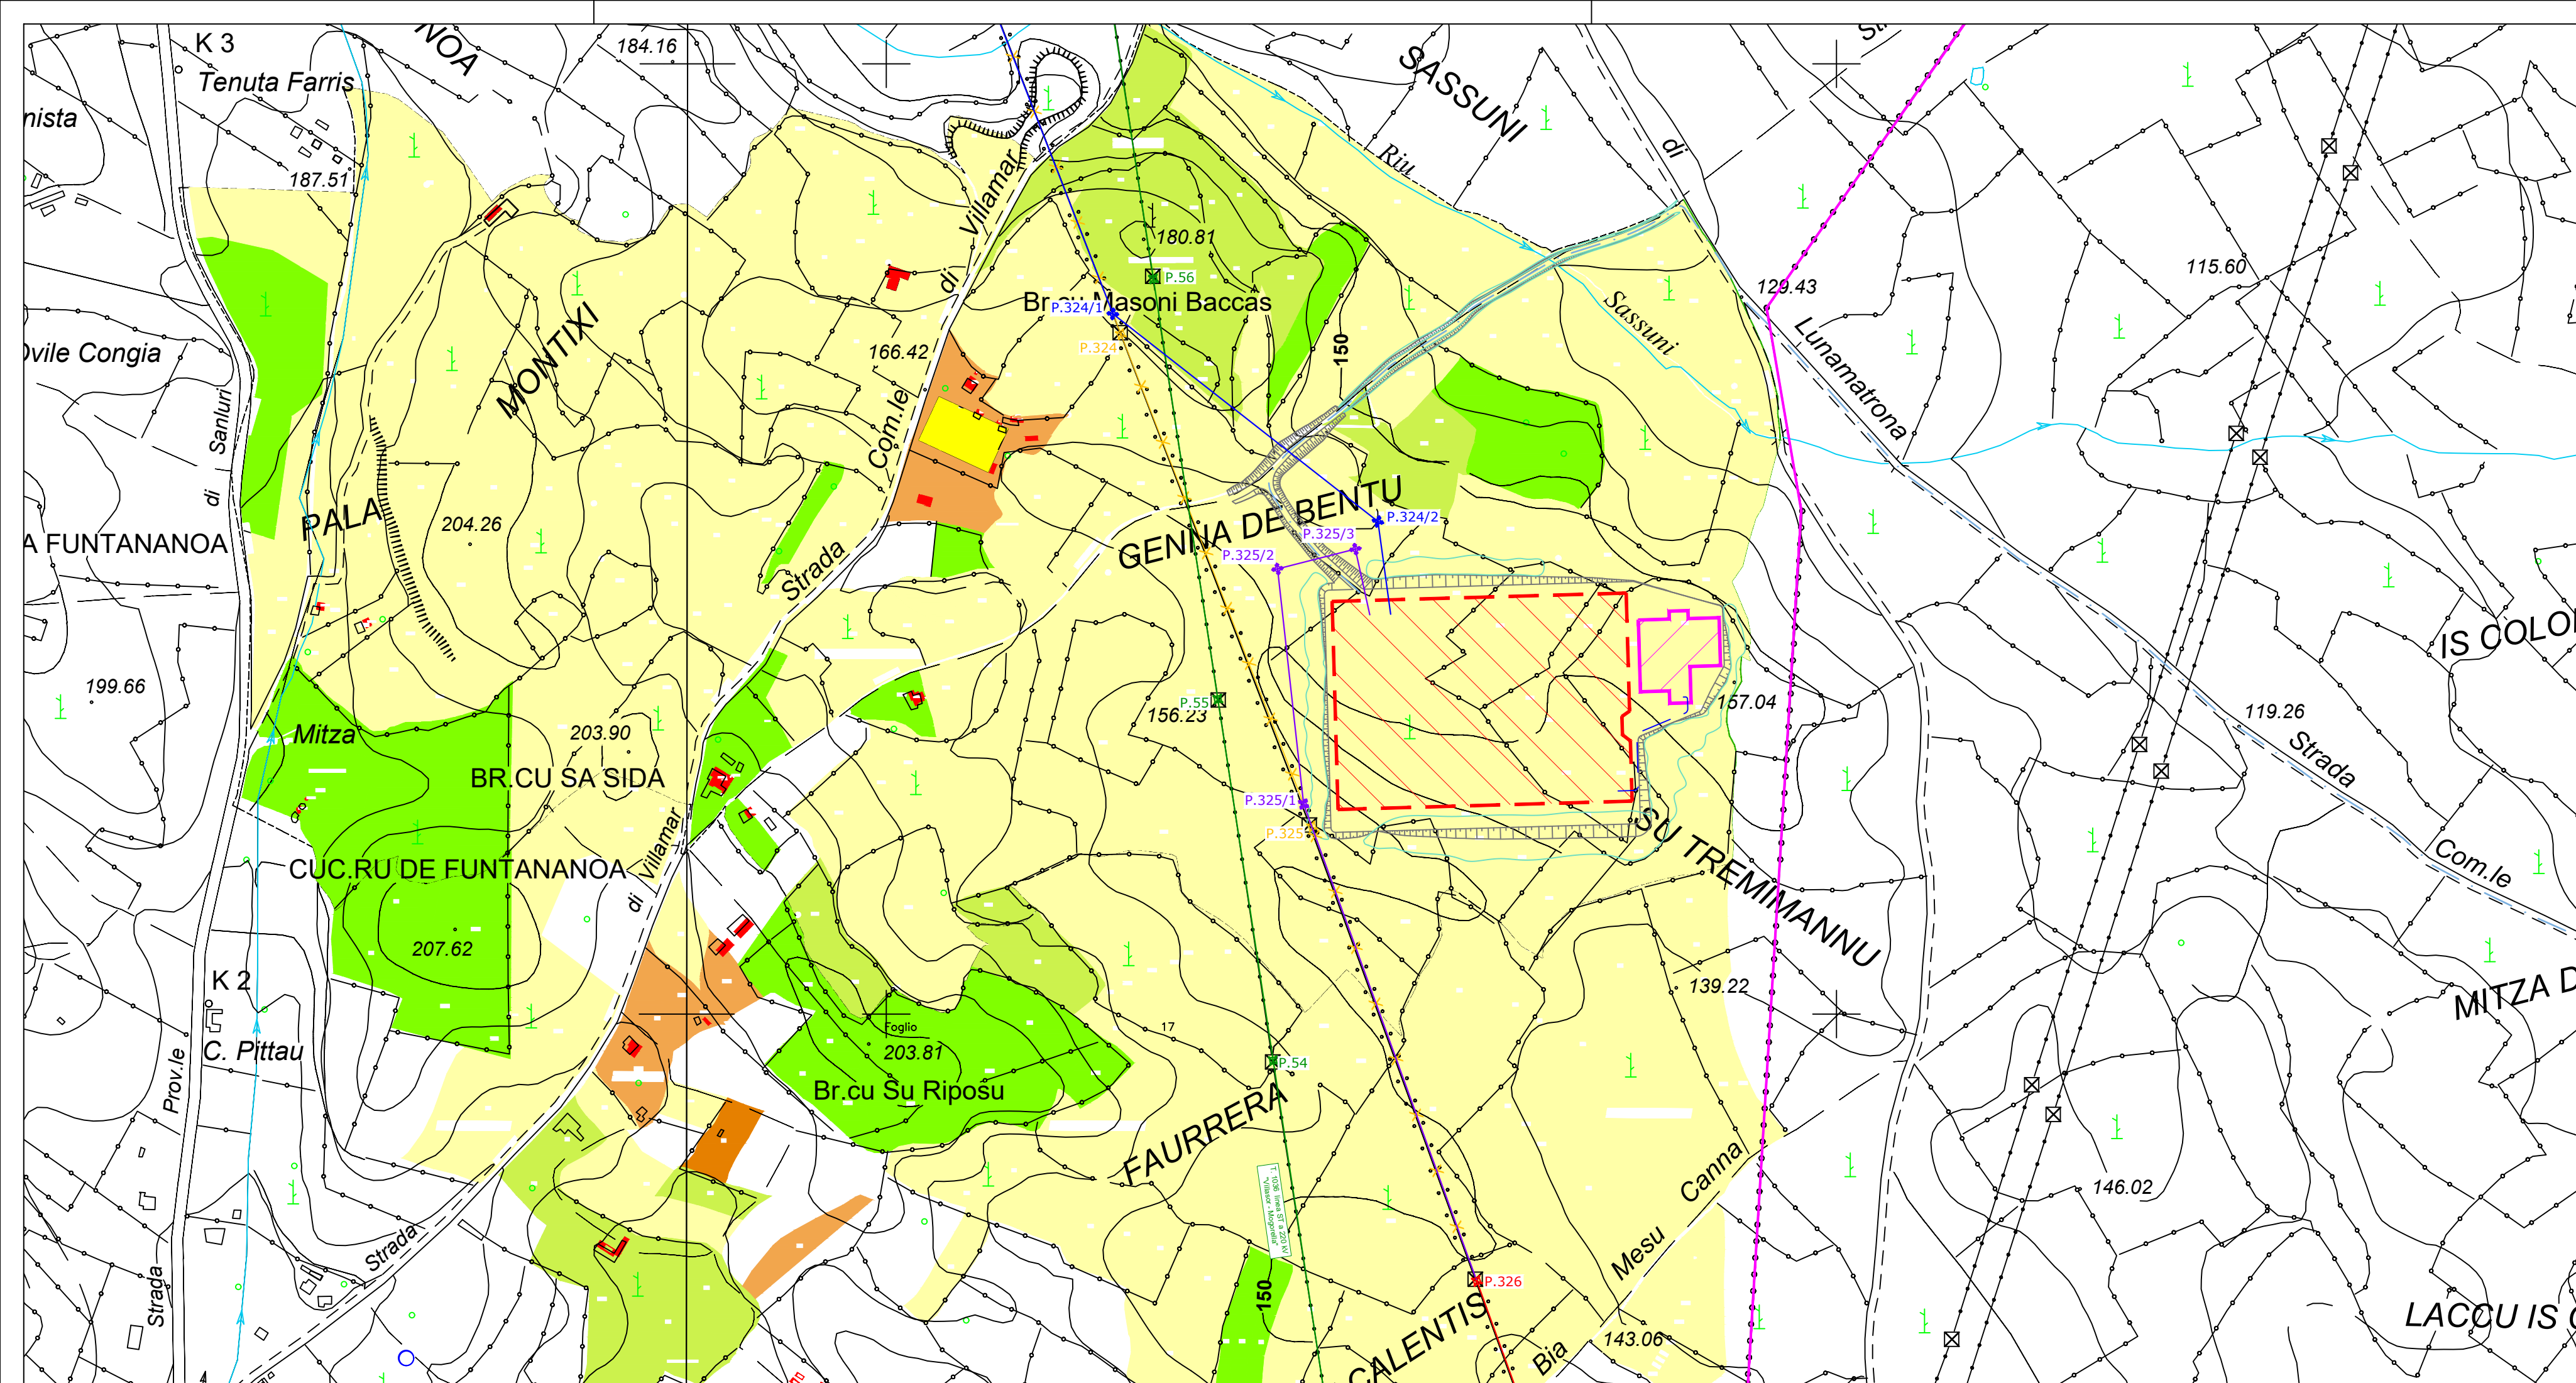 K 3
NOA
184.16
SASSUNI
Tenuta Farris
nista
187.51
Riu
di
Villamar
di
180.81
P.56
Br.cu Masoni Baccas
P.324/1
P.324
115.60
129.43
Sassuni
Lunamatrona
150
MONTIXI
166.42
Ovile Congia
Com.le
Sanluri
di
PALA
204.26
A FUNTANANOA
GENNA DE BENTU
P.324/2
P.325/3
P.325/2
Strada
IS COLO
199.66
P.55
156.23
157.04
119.26
Mitza
203.90
BR.CU SA SIDA
Strada
P.325/1
P.325
SU TREMIMANNU
Villamar
di
CUC.RU DE FUNTANANOA
Com.le
207.62
K 2
139.22
MITZA D
C. Pittau
Foglio
17
203.81
P.54
Prov.le
Br.cu Su Riposu
FAURRERA
Canna
146.02
Mesu
Strada
Strada
150
P.326
CALENTIS
Bia
143.06
LACCU IS